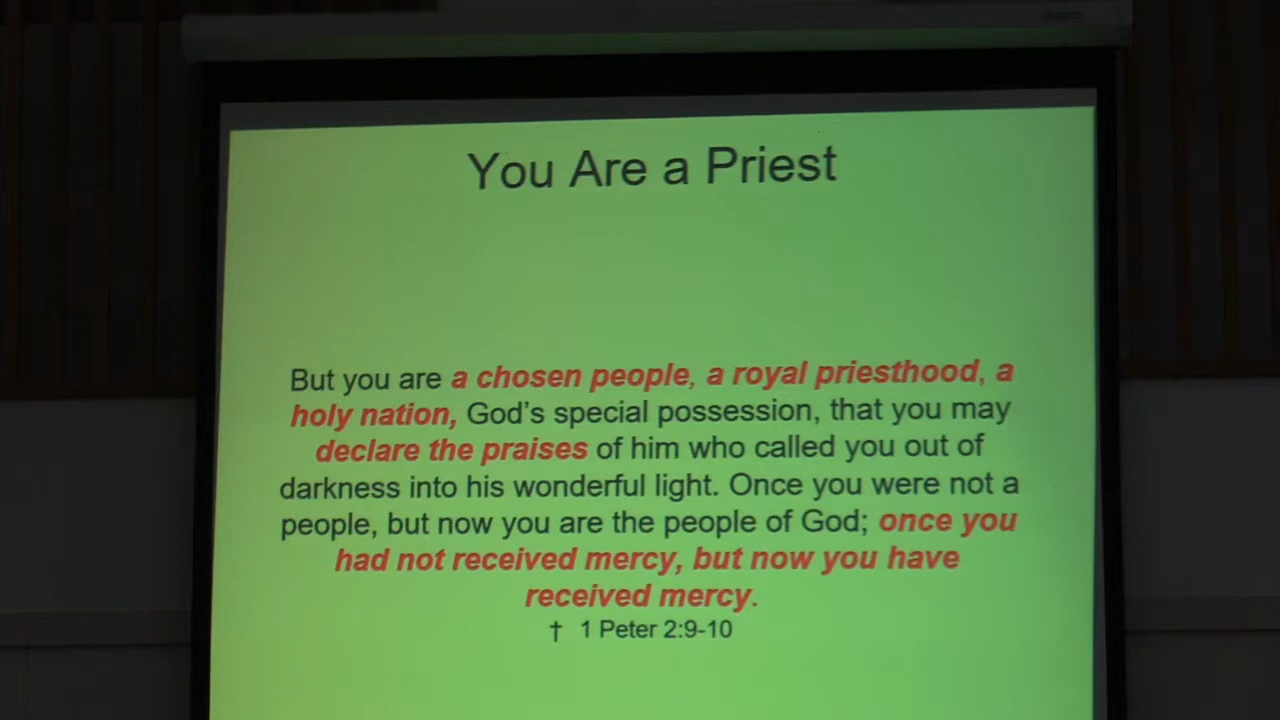 You Are a Priest
But you are a chosen people, a royal priesthood, a
holy nation, God’s special possession, that you may
declare the praises of him who called you out of
darkness into his wonderful light. Once you were not a
people, but now you are the people of God; once you
had not received mercy, but now you have
received mercy.
† 1 Peter 2:9-10